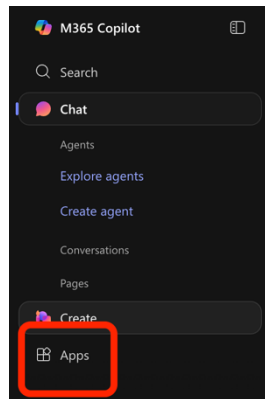 M365 Copilot
Search
Chat
Agents
Explore agents
Create agent
Conversations
Pages
Create
Apps